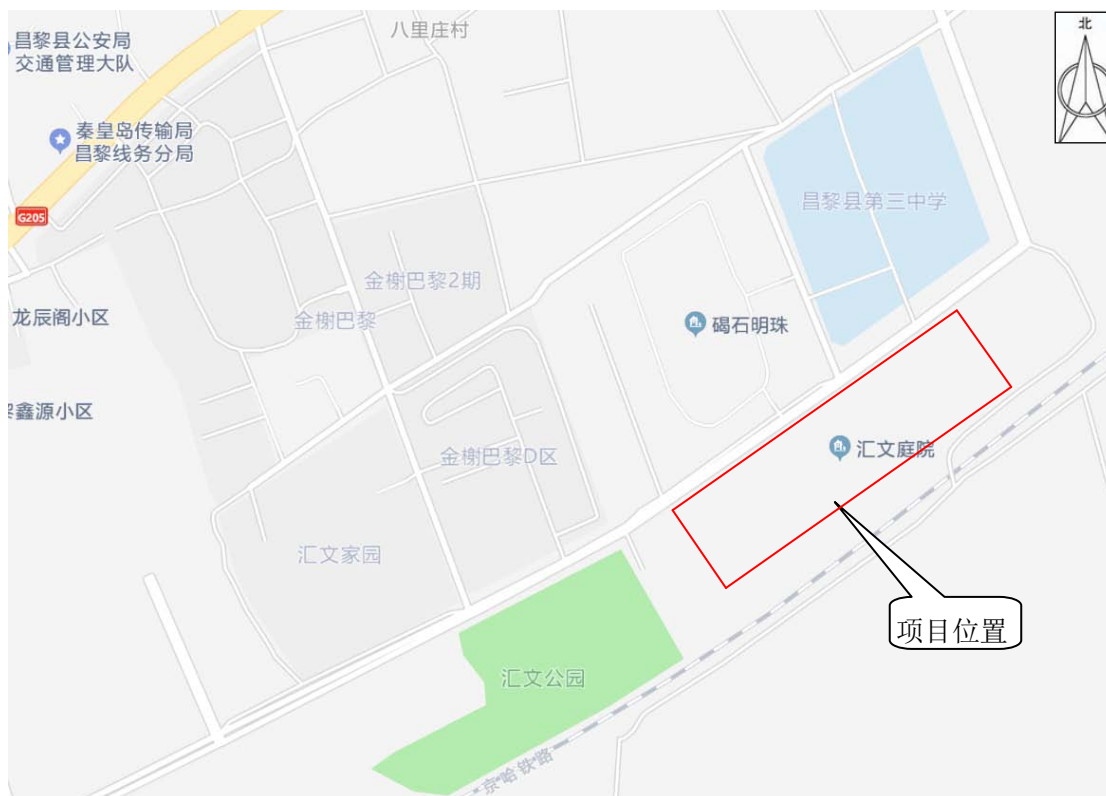 八里庄村
北
昌黎县公安局
交通管理大队
秦皇岛传输局
昌黎线务分局
G205
昌黎县第三中学
金榭巴黎2期
龙辰阁小区
金榭巴黎
碣石明珠
鑫源小区
汇文庭院
金榭巴黎D区
汇文家园
项目位置
汇文公园
京哈铁路